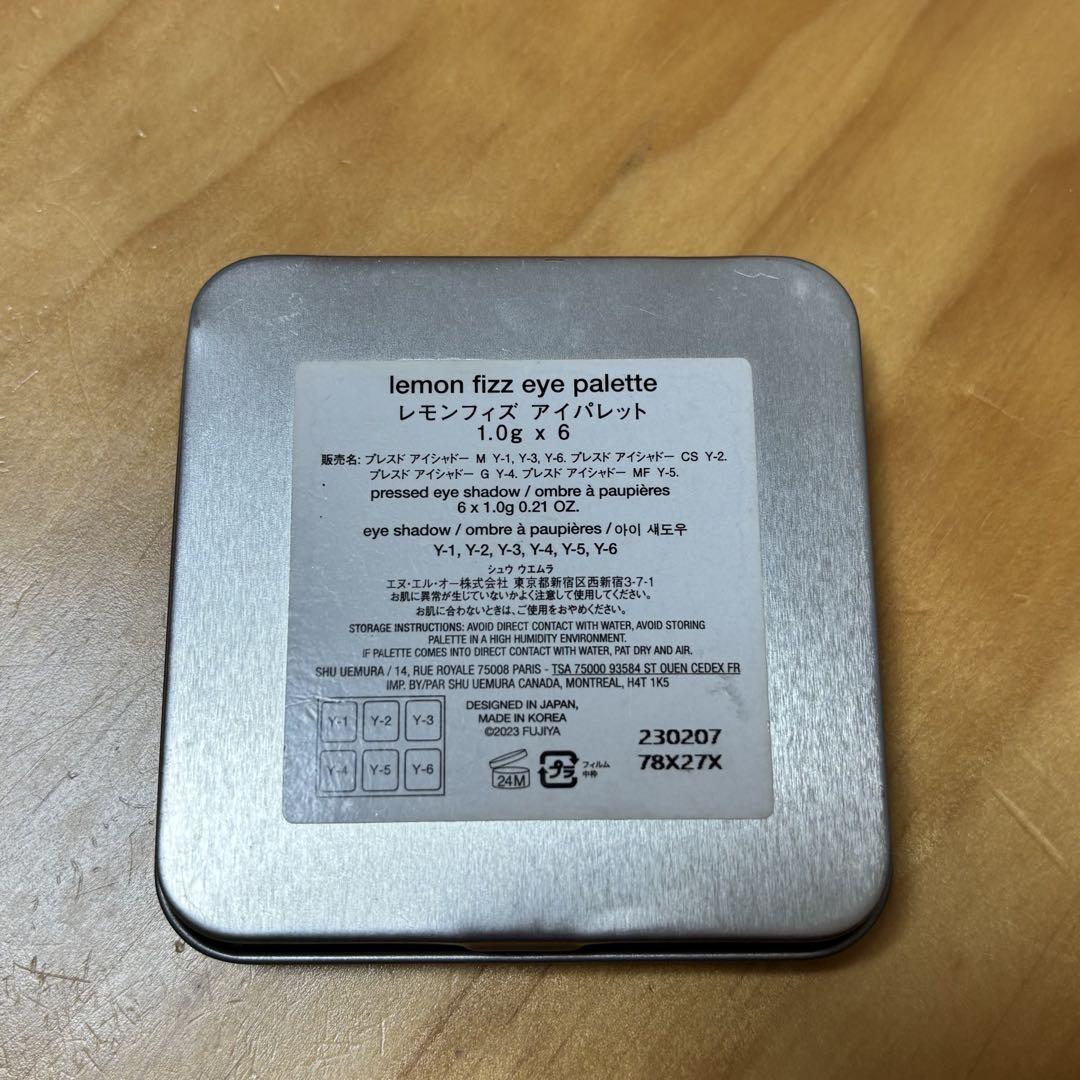 lemon fizz eye palette
レモンフィズ アイパレット
1.0g x 6
販売名: プレスド アイシャドー M Y-1, Y-3, Y-6. プレスド アイシャドー CS Y-2.
プレスド アイシャドー G Y-4. プレスド アイシャドー MF Y-5.
pressed eye shadow / ombre à paupières
6 x 1.0g 0.21 OZ.
eye shadow / ombre à paupières / 아이 섀도우
Y-1, Y-2, Y-3, Y-4, Y-5, Y-6
シュウ ウエムラ
エヌ・エル・オー株式会社 東京都新宿区西新宿3-7-1
お肌に異常が生じていないかよく注意して使用してください。
お肌に合わないときは、ご使用をおやめください。
STORAGE INSTRUCTIONS: AVOID DIRECT CONTACT WITH WATER, AVOID STORING
PALETTE IN A HIGH HUMIDITY ENVIRONMENT.
IF PALETTE COMES INTO DIRECT CONTACT WITH WATER, PAT DRY AND AIR.
SHU UEMURA / 14, RUE ROYALE 75008 PARIS - TSA 75000 93584 ST OUEN CEDEX FR
IMP. BY/PAR SHU UEMURA CANADA, MONTREAL, H4T 1K5
Y-1 Y-2 Y-3
Y-4 Y-5 Y-6
DESIGNED IN JAPAN,
MADE IN KOREA
©2023 FUJIYA
24M
プラ
フィルム
中枠
230207
78X27X